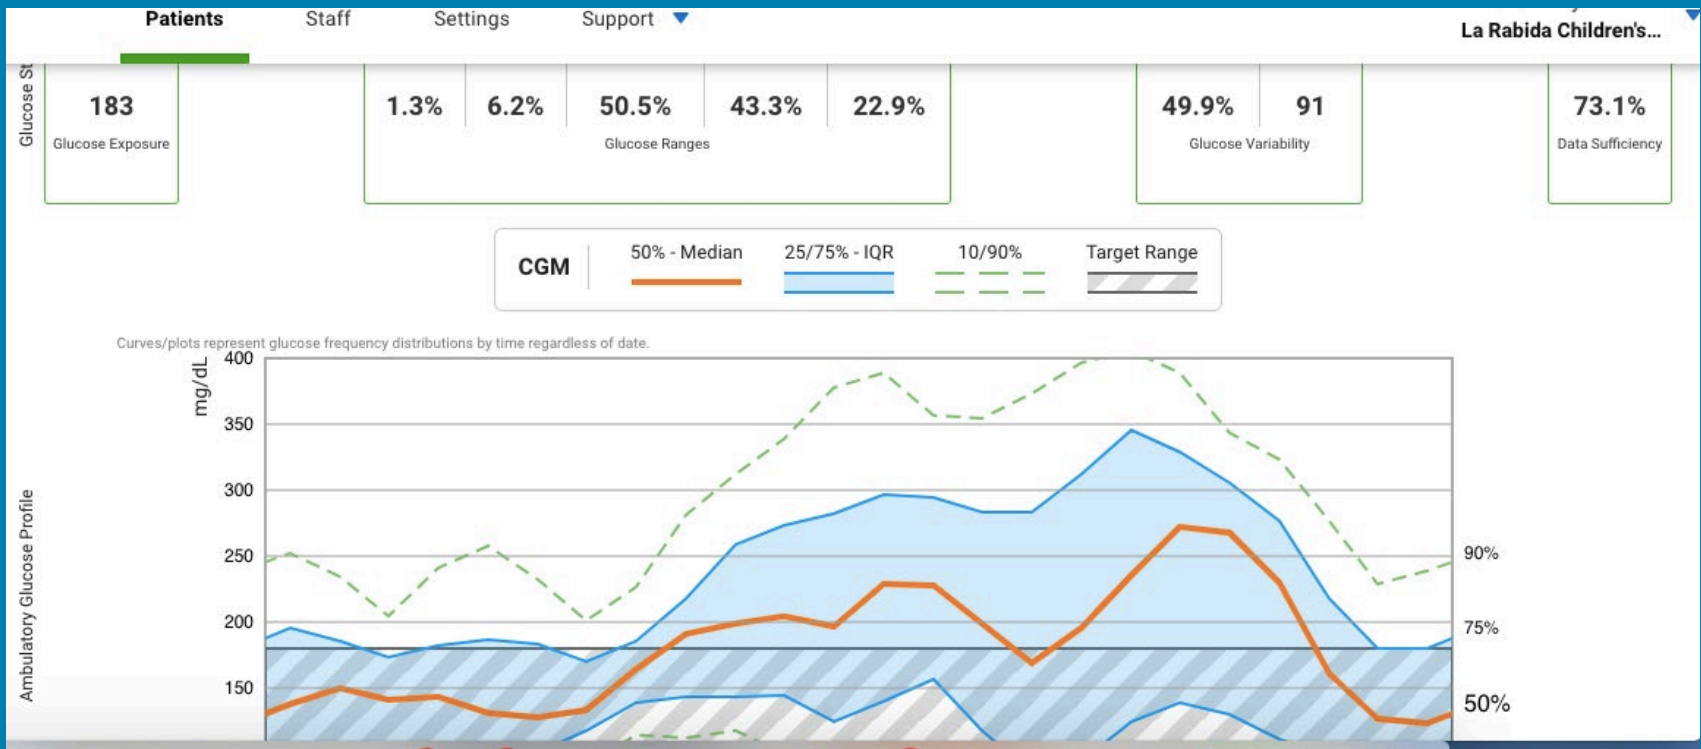 Patients Staff Settings Support
La Rabida Children's...
Glucose St
183
Glucose Exposure
1.3% 6.2% 50.5% 43.3% 22.9%
Glucose Ranges
49.9% 91
Glucose Variability
73.1%
Data Sufficiency
CGM
50% - Median 25/75% - IQR 10/90% Target Range
Curves/plots represent glucose frequency distributions by time regardless of date.
mg/dL
400
350
300
250
200
150
90%
75%
50%
Ambulatory Glucose Profile